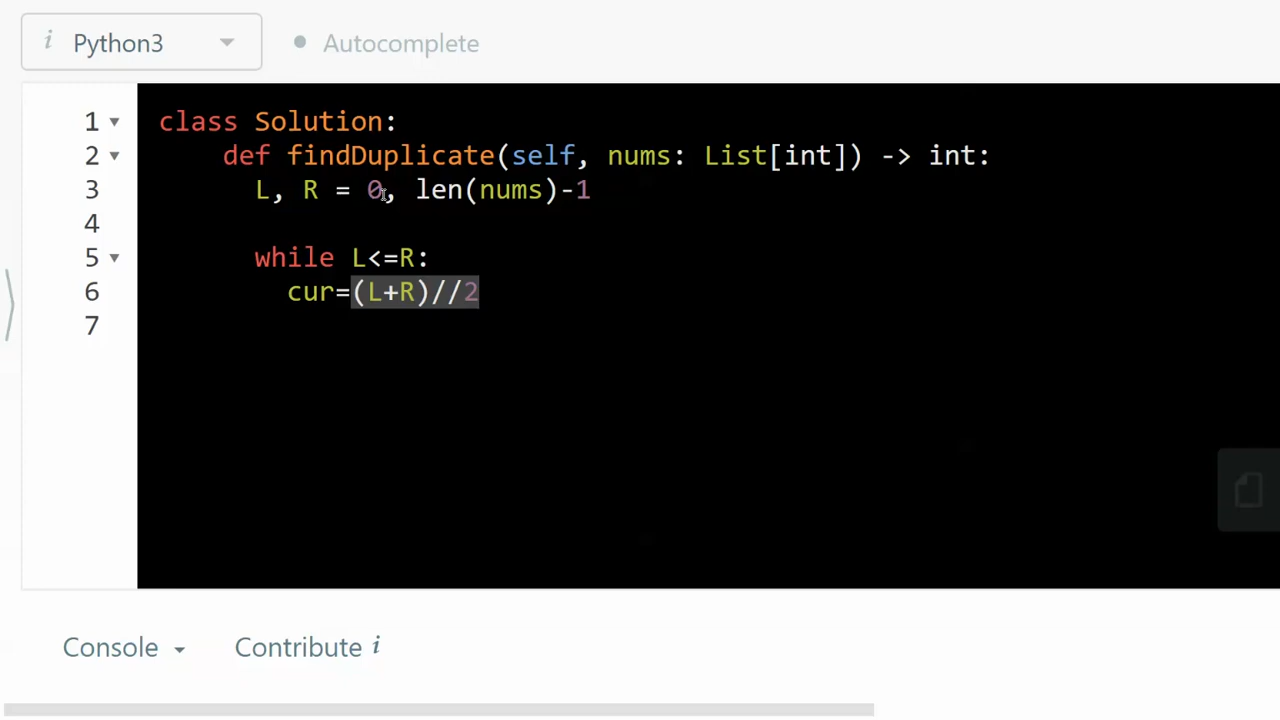 i Python3 Autocomplete
1 class Solution:
2 def findDuplicate(self, nums: List[int]) -> int:
3 L, R = 0, len(nums)-1
4
5 while L<=R:
6 cur=(L+R)//2
7
Console Contribute i